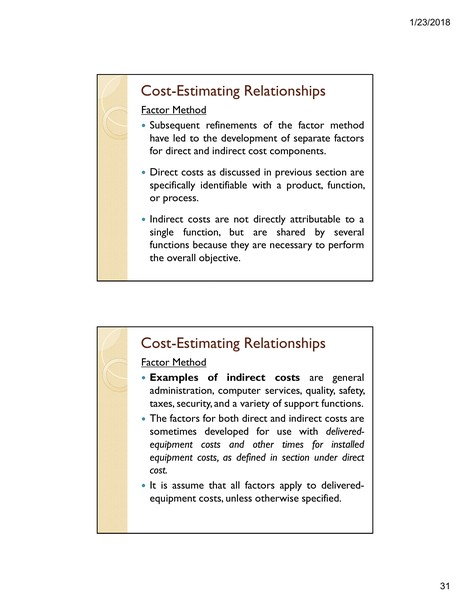 1/23/2018
Cost-Estimating Relationships
Factor Method
• Subsequent refinements of the factor method
have led to the development of separate factors
for direct and indirect cost components.
• Direct costs as discussed in previous section are
specifically identifiable with a product, function,
or process.
• Indirect costs are not directly attributable to a
single function, but are shared by several
functions because they are necessary to perform
the overall objective.
Cost-Estimating Relationships
Factor Method
• Examples of indirect costs are general
administration, computer services, quality, safety,
taxes, security, and a variety of support functions.
• The factors for both direct and indirect costs are
sometimes developed for use with delivered-
equipment costs and other times for installed
equipment costs, as defined in section under direct
cost.
• It is assume that all factors apply to delivered-
equipment costs, unless otherwise specified.
31